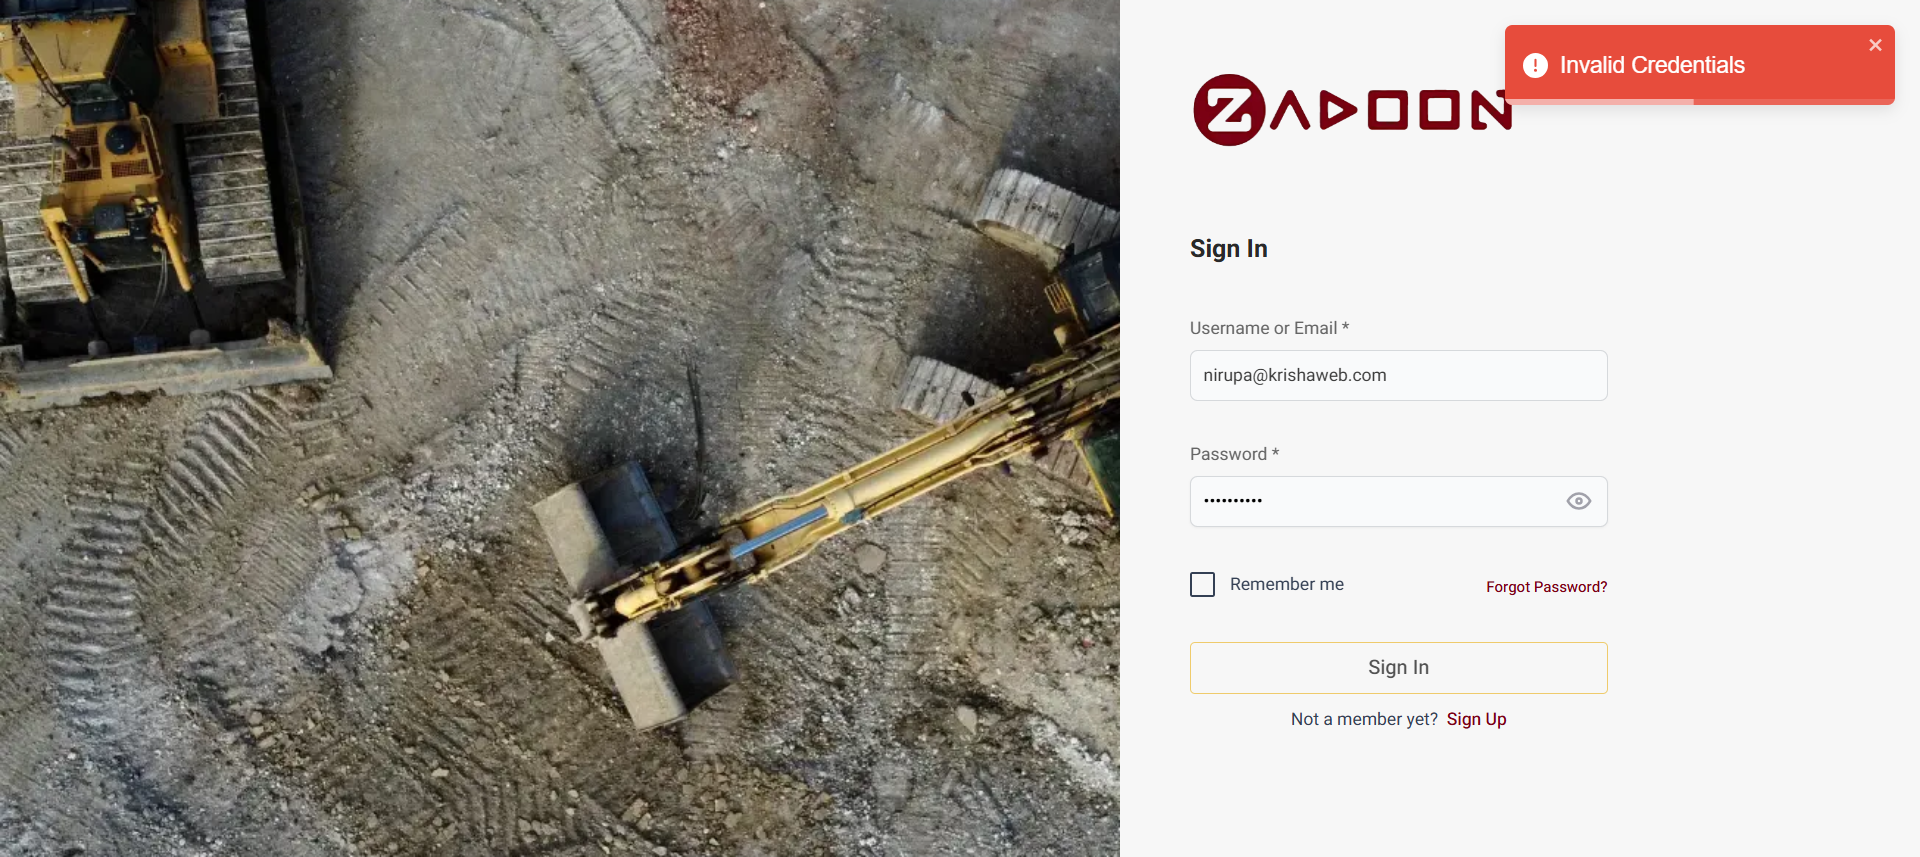 Invalid Credentials
ZADOON
Sign In
Username or Email *
nirupa@krishaweb.com
Password *
••••••••••
Remember me
Forgot Password?
Sign In
Not a member yet? Sign Up